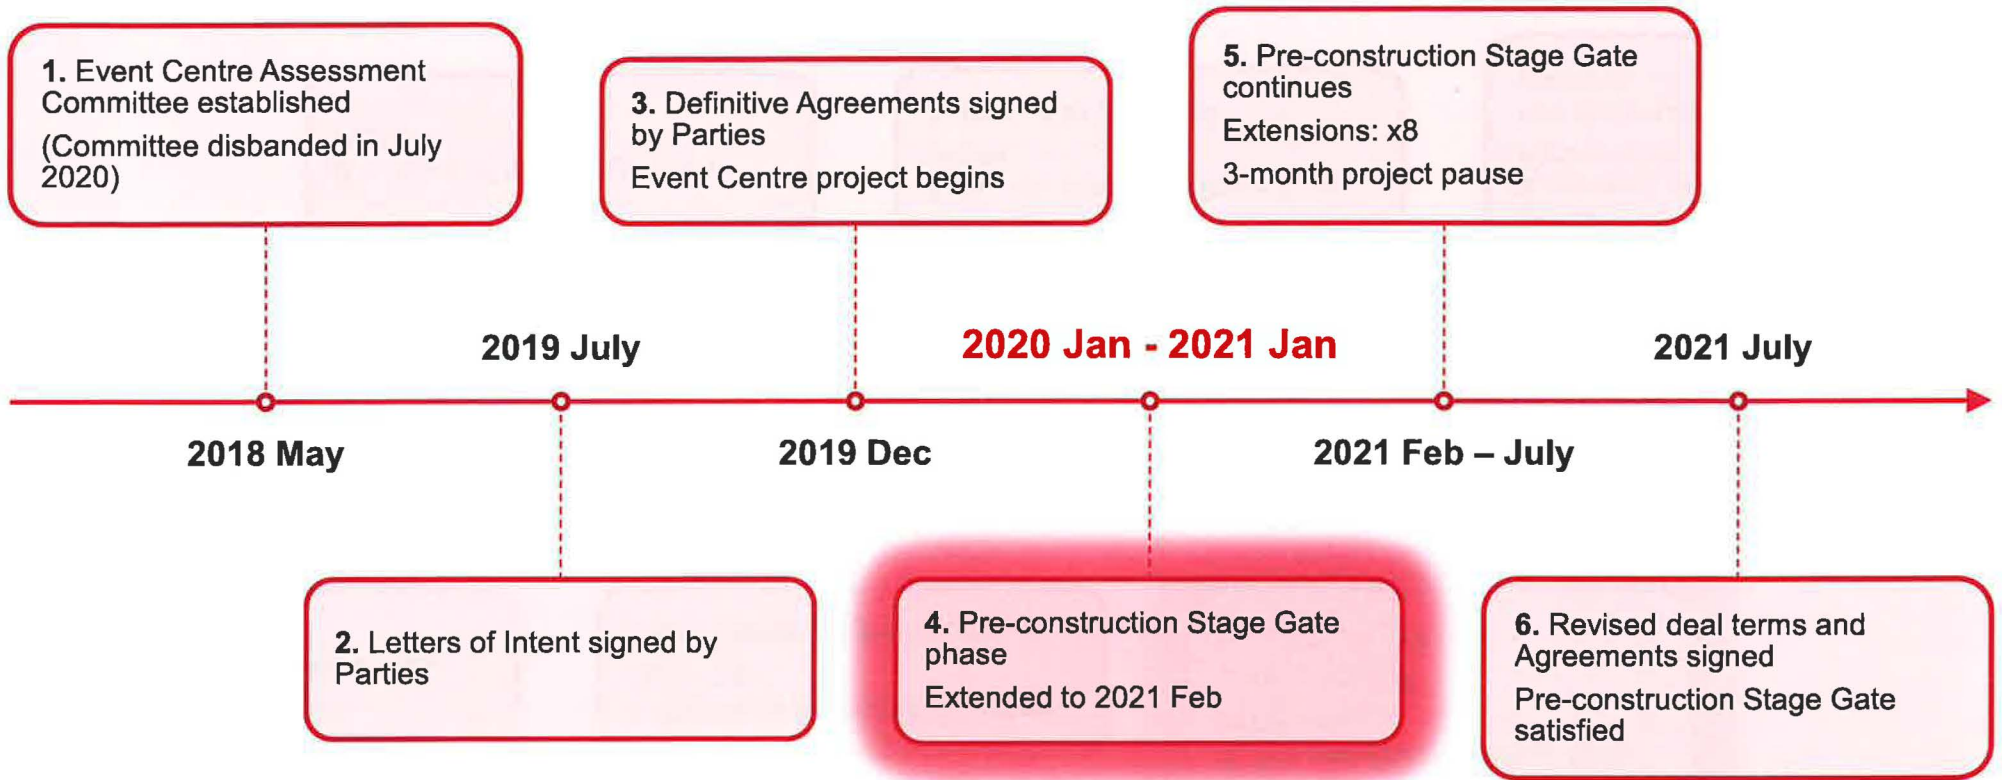 1. Event Centre Assessment
Committee established
(Committee disbanded in July
2020)
3. Definitive Agreements signed
by Parties
Event Centre project begins
5. Pre-construction Stage Gate
continues
Extensions: x8
3-month project pause
2019 July
2020 Jan - 2021 Jan
2021 July
2018 May
2019 Dec
2021 Feb – July
2. Letters of Intent signed by
Parties
4. Pre-construction Stage Gate
phase
Extended to 2021 Feb
6. Revised deal terms and
Agreements signed
Pre-construction Stage Gate
satisfied